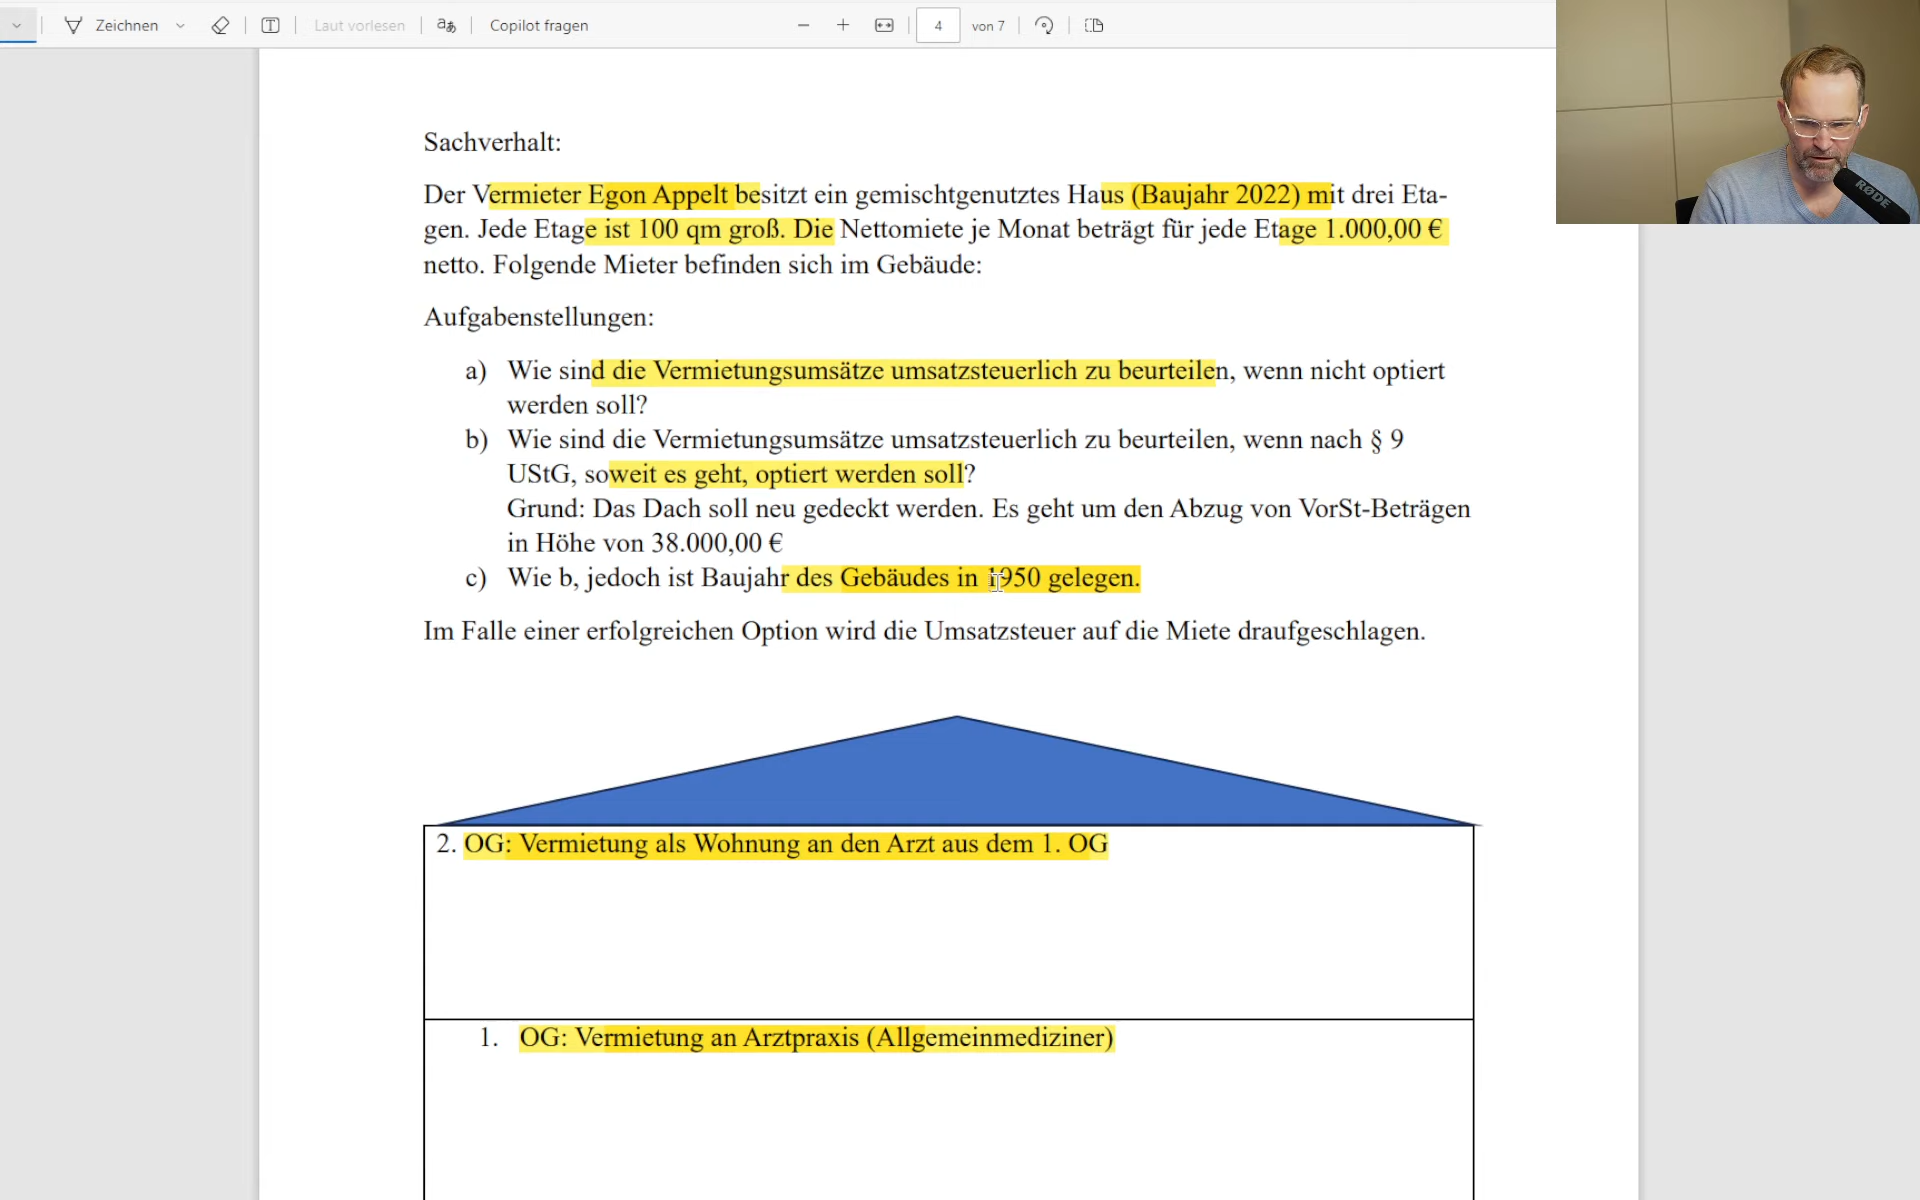 Zeichnen
Laut vorlesen
aあ
Copilot fragen
4 von 7
Sachverhalt:
Der Vermieter Egon Appelt besitzt ein gemischtgenutztes Haus (Baujahr 2022) mit drei Eta-
gen. Jede Etage ist 100 qm groß. Die Nettomiete je Monat beträgt für jede Etage 1.000,00 €
netto. Folgende Mieter befinden sich im Gebäude:
Aufgabenstellungen:
a) Wie sind die Vermietungsumsätze umsatzsteuerlich zu beurteilen, wenn nicht optiert
werden soll?
b) Wie sind die Vermietungsumsätze umsatzsteuerlich zu beurteilen, wenn nach § 9
UStG, soweit es geht, optiert werden soll?
Grund: Das Dach soll neu gedeckt werden. Es geht um den Abzug von VorSt-Beträgen
in Höhe von 38.000,00 €
c) Wie b, jedoch ist Baujahr des Gebäudes in 1950 gelegen.
Im Falle einer erfolgreichen Option wird die Umsatzsteuer auf die Miete draufgeschlagen.
2. OG: Vermietung als Wohnung an den Arzt aus dem 1. OG
1. OG: Vermietung an Arztpraxis (Allgemeinmediziner)
RØDE